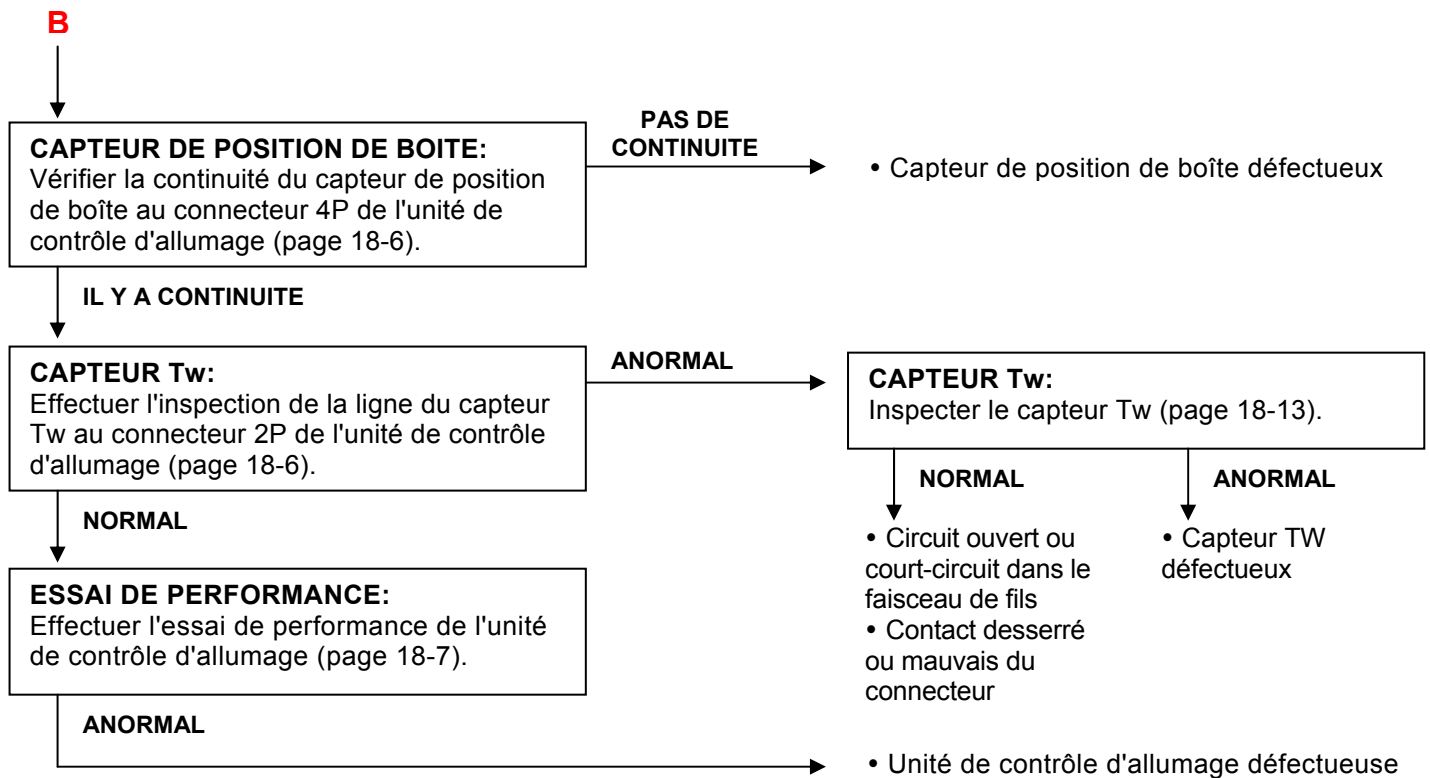 B
CAPTEUR DE POSITION DE BOITE:
Vérifier la continuité du capteur de position
de boîte au connecteur 4P de l'unité de
contrôle d'allumage (page 18-6).
PAS DE
CONTINUITE
• Capteur de position de boîte défectueux
IL Y A CONTINUITE
CAPTEUR Tw:
Effectuer l'inspection de la ligne du capteur
Tw au connecteur 2P de l'unité de contrôle
d'allumage (page 18-6).
ANORMAL
CAPTEUR Tw:
Inspecter le capteur Tw (page 18-13).
NORMAL
• Circuit ouvert ou
court-circuit dans le
faisceau de fils
• Contact desserré
ou mauvais du
connecteur
ANORMAL
• Capteur TW
défectueux
NORMAL
ESSAI DE PERFORMANCE:
Effectuer l'essai de performance de l'unité
de contrôle d'allumage (page 18-7).
ANORMAL
• Unité de contrôle d'allumage défectueuse